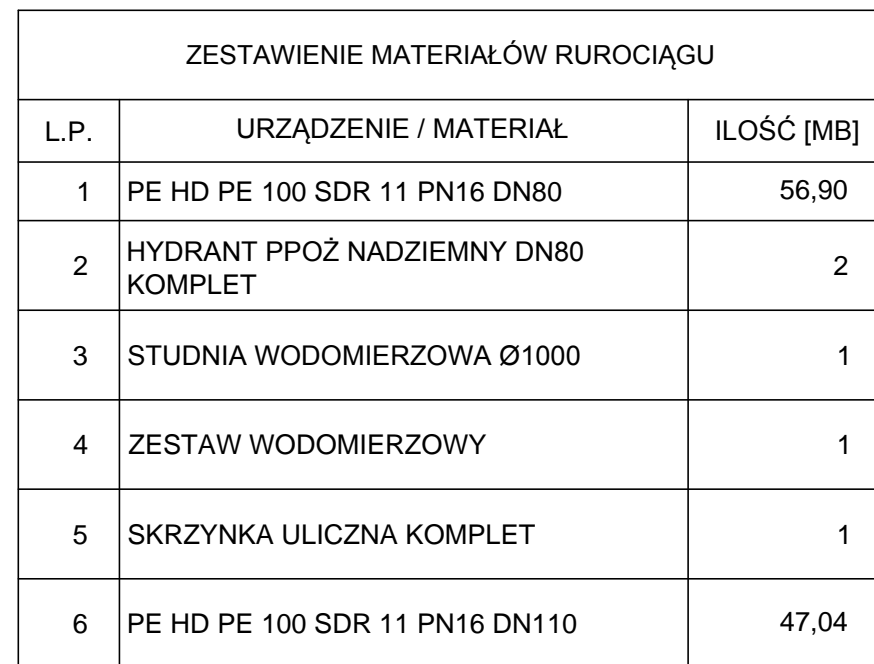 ZESTAWIENIE MATERIAŁÓW RUROCIĄGU
L.P. URZĄDZENIE / MATERIAŁ ILOŚĆ [MB]
1 PE HD PE 100 SDR 11 PN16 DN80 56,90
2 HYDRANT PPOŻ NADZIEMNY DN80 2
KOMPLET
3 STUDNIA WODOMIERZOWA Ø1000 1
4 ZESTAW WODOMIERZOWY 1
5 SKRZYNKA ULICZNA KOMPLET 1
6 PE HD PE 100 SDR 11 PN16 DN110 47,04